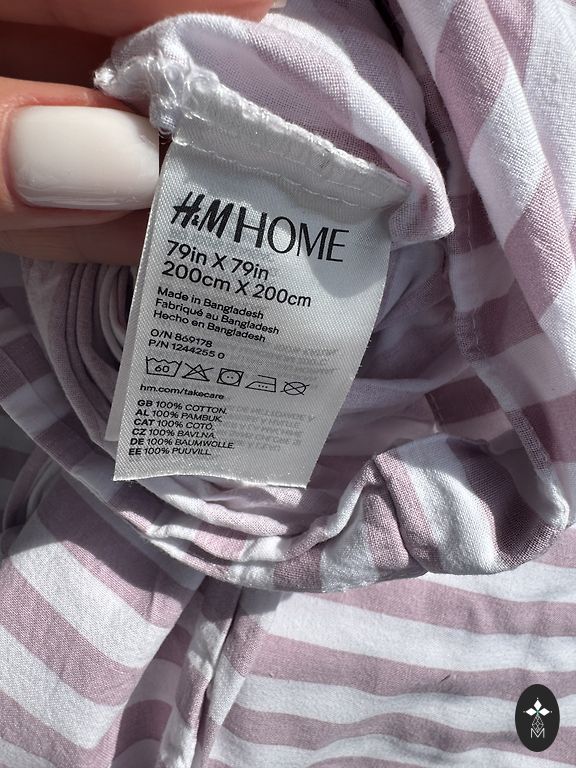 H&M HOME
79in X 79in
200cm X 200cm
Made in Bangladesh
Fabriqué au Bangladesh
Hecho en Bangladesh
O/N 869178
P/N 1244255 0
60
hm.com/takecare
GB 100% COTTON.
AL 100% PAMBUK.
CAT 100% COTÓ.
CZ 100% BAVLNA.
DE 100% BAUMWOLLE.
EE 100% PUUVILL.
M